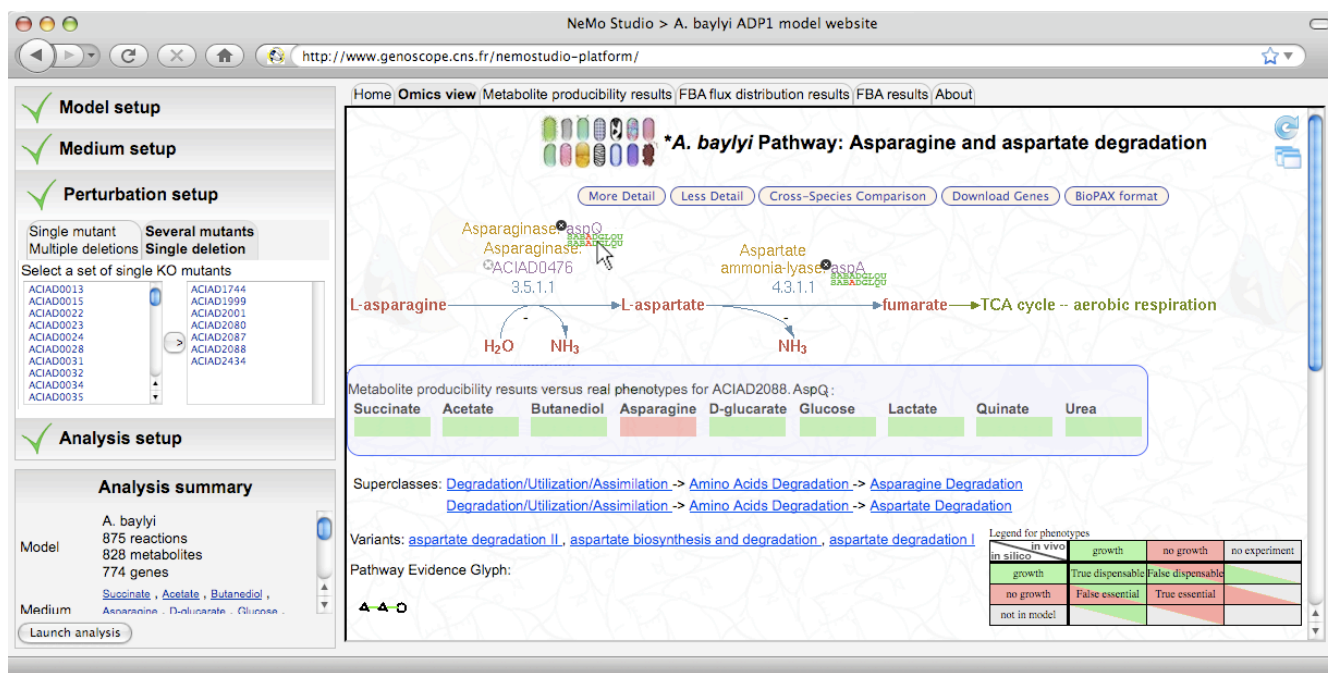 NeMo Studio > A. baylyi ADP1 model website
http://www.genoscope.cns.fr/nemostudio-platform/
Model setup
Medium setup
Perturbation setup
Single mutant Several mutants
Multiple deletions Single deletion
Select a set of single KO mutants
ACIAD0013
ACIAD0015
ACIAD0022
ACIAD0023
ACIAD0024
ACIAD0028
ACIAD0031
ACIAD0032
ACIAD0034
ACIAD0035
>
ACIAD1744
ACIAD1999
ACIAD2001
ACIAD2080
ACIAD2087
ACIAD2088
ACIAD2434
Analysis setup
Analysis summary
Model
A. baylyi
875 reactions
828 metabolites
774 genes
Medium
Succinate , Acetate , Butanediol ,
Asparagine , D-glucarate , Glucose ,
Launch analysis
Home Omics view Metabolite producibility results FBA flux distribution results FBA results About
*A. baylyi Pathway: Asparagine and aspartate degradation
More Detail Less Detail Cross-Species Comparison Download Genes BioPAX format
Asparaginase: aspQ
BABADGLQU
BABADGLQU
Asparaginase:
ACIAD0476
3.5.1.1
Aspartate
ammonia-lyase: aspA
BABADGLQU
BABADGLQU
4.3.1.1
L-asparagine L-aspartate fumarate TCA cycle -- aerobic respiration
H2O NH3 NH3
Metabolite producibility results versus real phenotypes for ACIAD2088. AspQ :
Succinate Acetate Butanediol Asparagine D-glucarate Glucose Lactate Quinate Urea
Superclasses: Degradation/Utilization/Assimilation -> Amino Acids Degradation -> Asparagine Degradation
Degradation/Utilization/Assimilation -> Amino Acids Degradation -> Aspartate Degradation
Variants: aspartate degradation II , aspartate biosynthesis and degradation , aspartate degradation I
Pathway Evidence Glyph:
Legend for phenotypes
in vivo
in silico
growth no growth no experiment
growth True dispensable False dispensable
no growth False essential True essential
not in model